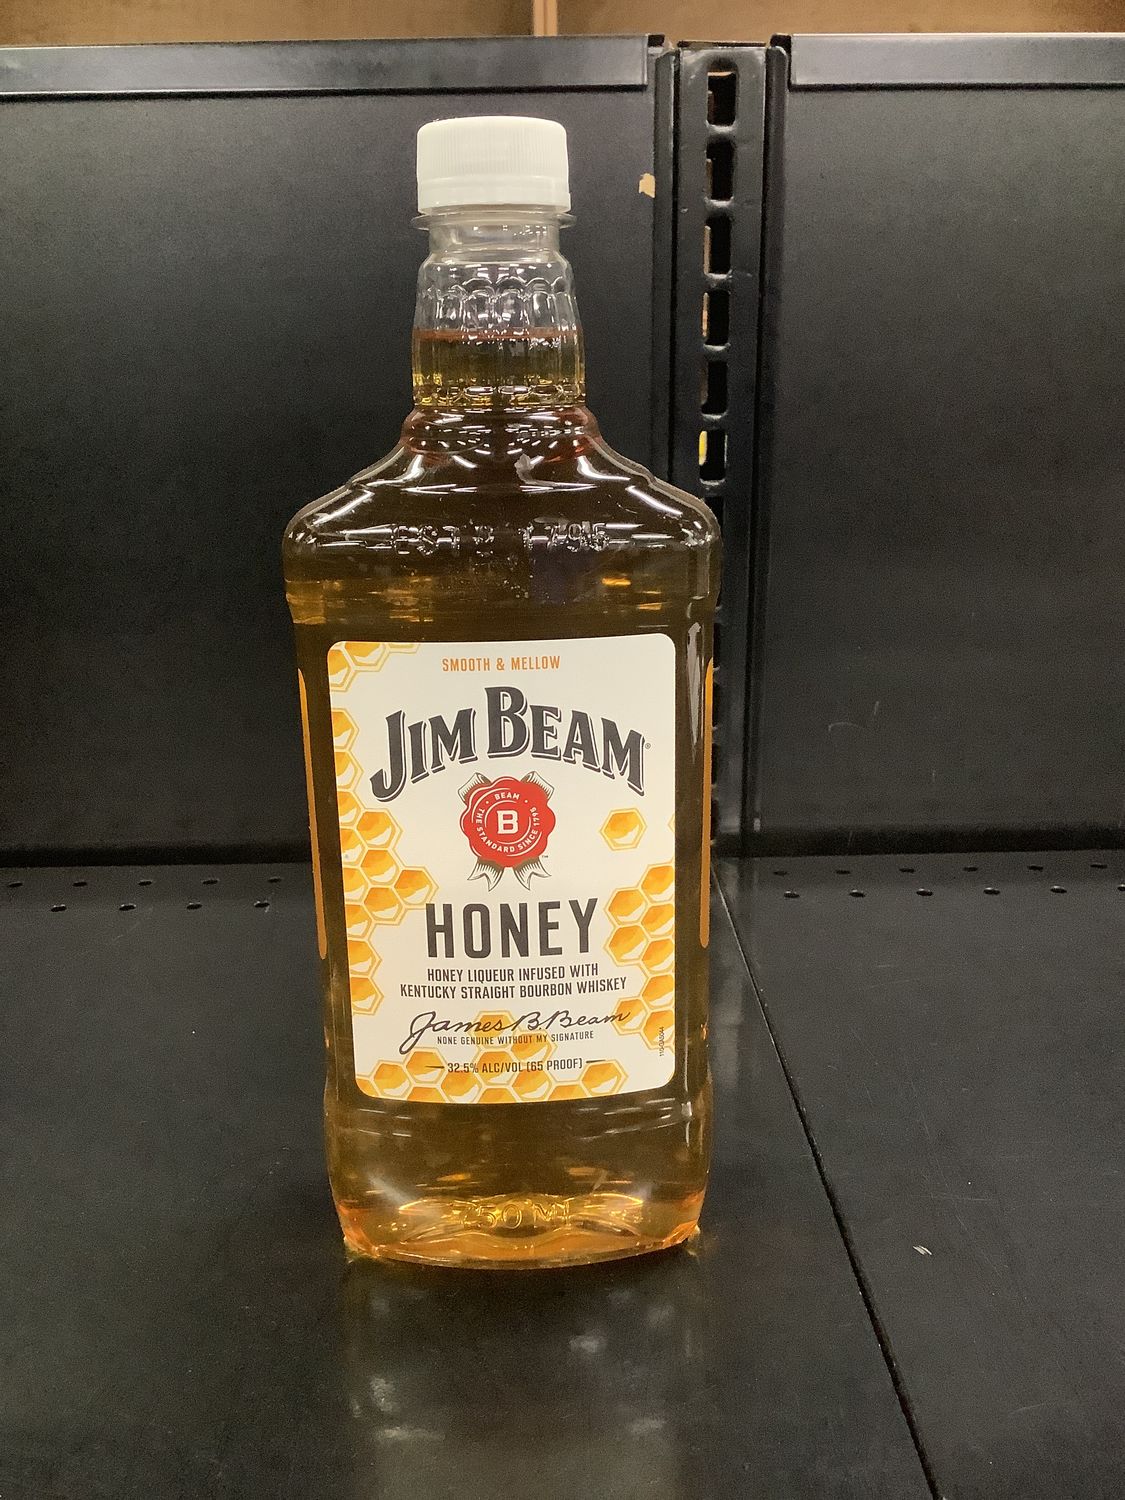 EST D 1795
SMOOTH & MELLOW
JIM BEAM®
BEAM
B
THE STANDARD SINCE 1795
™
HONEY
HONEY LIQUEUR INFUSED WITH
KENTUCKY STRAIGHT BOURBON WHISKEY
James B. Beam
NONE GENUINE WITHOUT MY SIGNATURE
32.5% ALC/VOL (65 PROOF)
750 ML